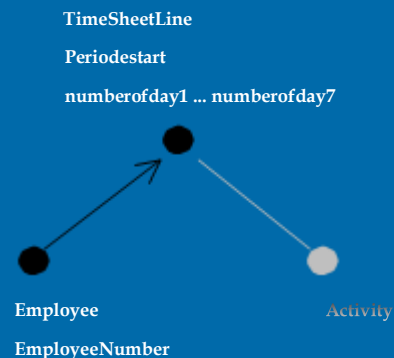 TimeSheetLine
Periodestart
numberofday1 ... numberofday7
Employee
Activity
EmployeeNumber